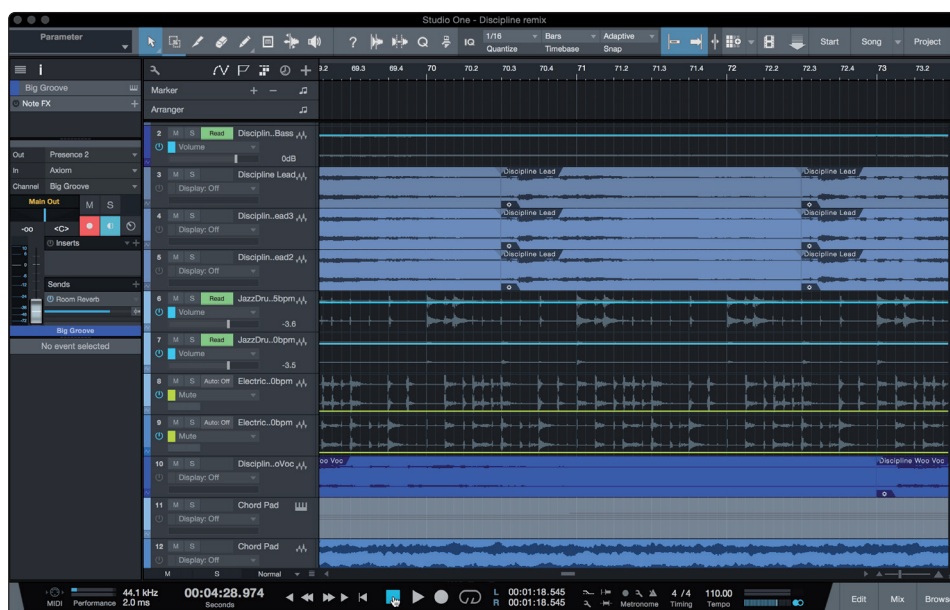 Studio One - Discipline remix
Parameter
1/16
Quantize
Bars
Timebase
Adaptive
Snap
IQ
Start
Song
Project
Big Groove
Note FX
Out Presence 2
In Axiom
Channel Big Groove
Main Out
M S
-oo <C>
Inserts
Sends
Room Reverb
Big Groove
No event selected
Marker
Arranger
69.3 69.4 70 70.2 70.3 70.4 71 71.2 71.3 71.4 72 72.2 72.3 72.4 73 73.2
2 M S Read Disciplin..Bass
Volume
0dB
3 M S Discipline Lead
Display: Off
4 M S Disciplin..ead3
Display: Off
5 M S Disciplin..ead2
Display: Off
6 M S Read JazzDru..5bpm
Volume
-3.6
7 M S Read JazzDru..0bpm
Volume
-3.5
8 M S Auto: Off Electric..0bpm
Mute
9 M S Auto: Off Electric..0bpm
Mute
10 M S Disciplin..oVoc
Display: Off
11 M S Chord Pad
Display: Off
12 M S Chord Pad
Display: Off
M S Normal
Discipline Lead Discipline Lead
Discipline Lead Discipline Lead
Discipline Lead Discipline Lead
oo Voc Discipline Woo Voc
MIDI
Performance
44.1 kHz
2.0 ms
00:04:28.974
Seconds
L 00:01:18.545
R 00:01:18.545
Metronome
4 / 4
Timing
110.00
Tempo
Edit
Mix
Brows